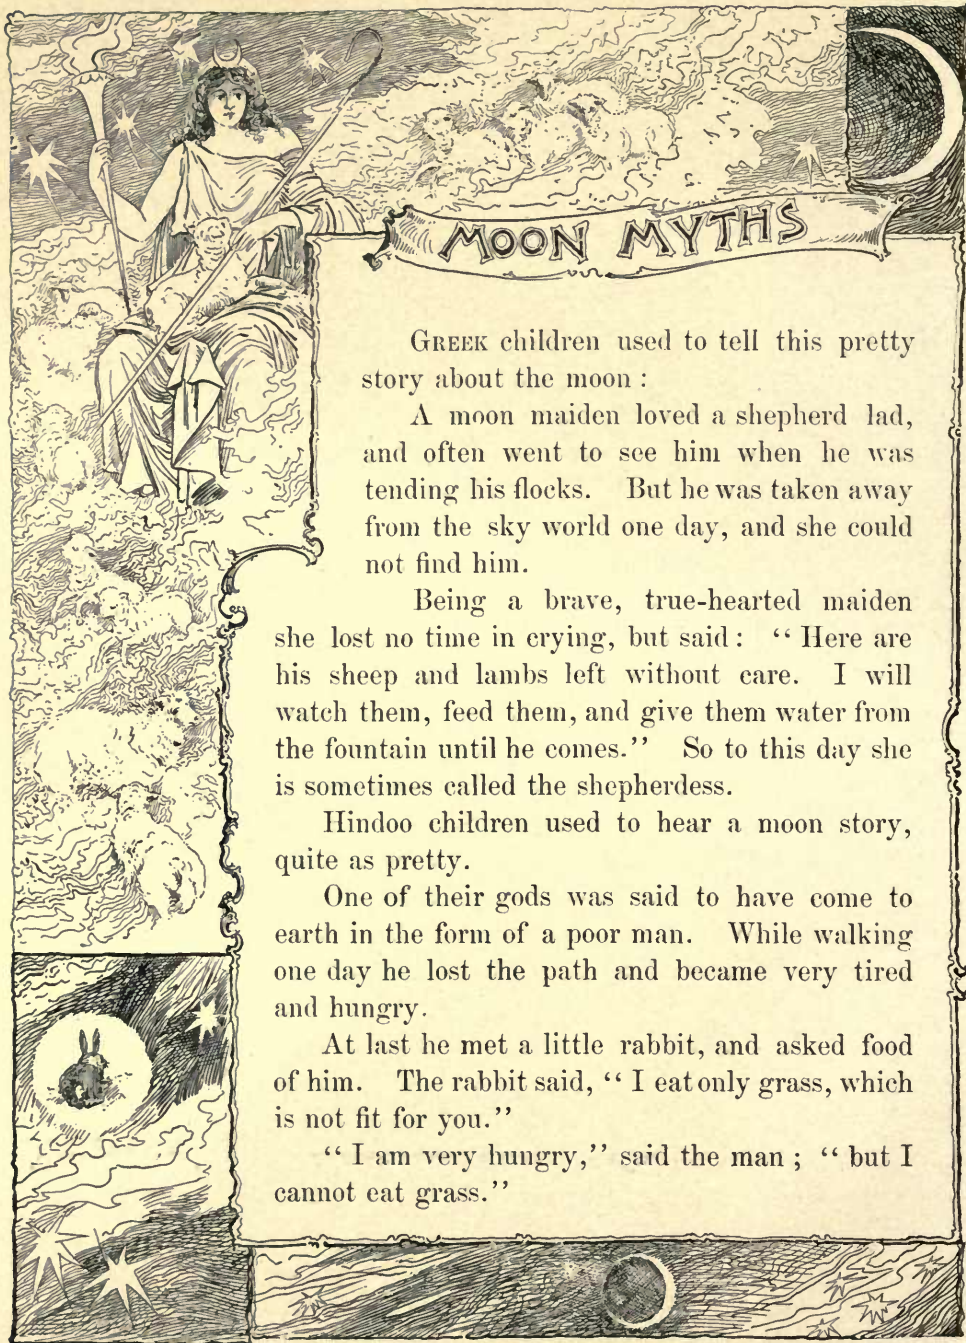 MOON MYTHS
GREEK children used to tell this pretty
story about the moon :
A moon maiden loved a shepherd lad,
and often went to see him when he was
tending his flocks. But he was taken away
from the sky world one day, and she could
not find him.
Being a brave, true-hearted maiden
she lost no time in crying, but said : “ Here are
his sheep and lambs left without care. I will
watch them, feed them, and give them water from
the fountain until he comes.” So to this day she
is sometimes called the shepherdess.
Hindoo children used to hear a moon story,
quite as pretty.
One of their gods was said to have come to
earth in the form of a poor man. While walking
one day he lost the path and became very tired
and hungry.
At last he met a little rabbit, and asked food
of him. The rabbit said, “ I eat only grass, which
is not fit for you.”
“ I am very hungry,” said the man ; “ but I
cannot eat grass.”